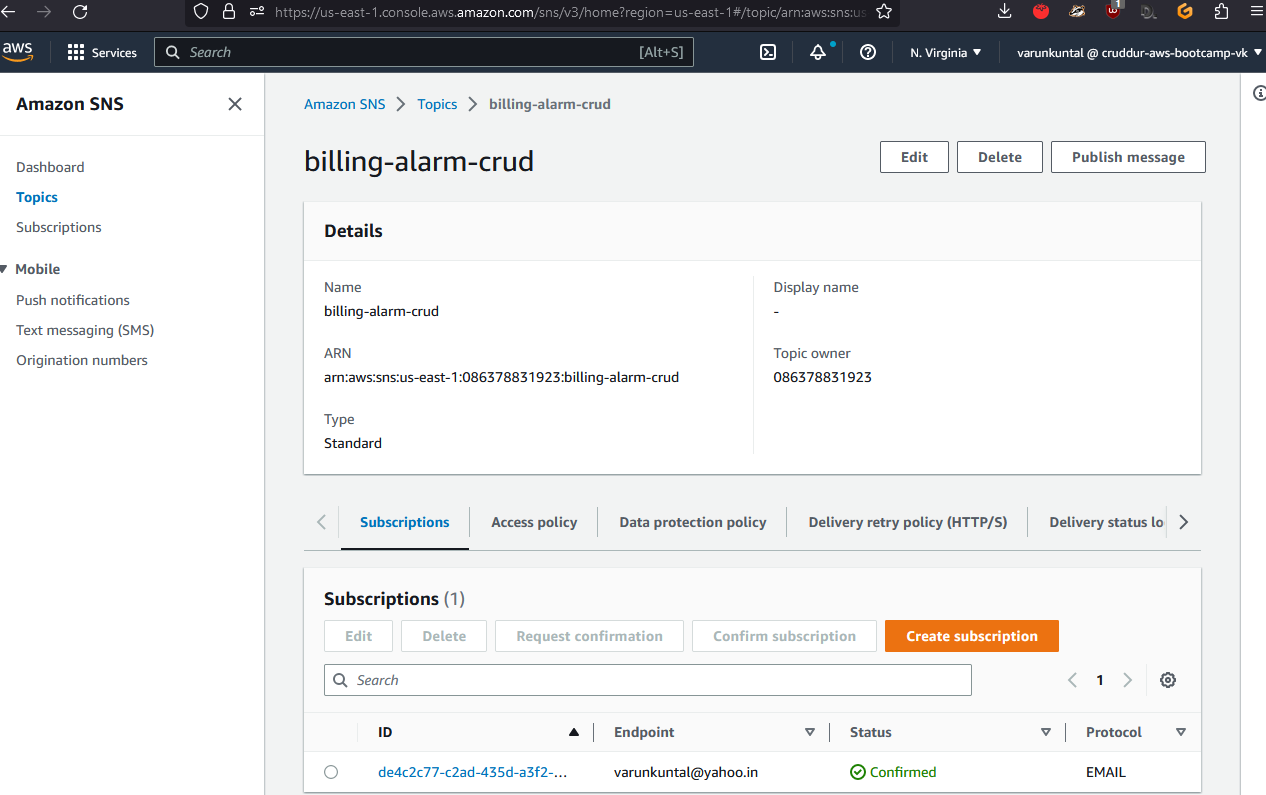 https://us-east-1.console.aws.amazon.com/sns/v3/home?region=us-east-1#/topic/arn:aws:sns:us-
1
aws Services Search [Alt+S] N. Virginia varunkuntal @ cruddur-aws-bootcamp-vk
Amazon SNS
Dashboard
Topics
Subscriptions
Mobile
Push notifications
Text messaging (SMS)
Origination numbers
Amazon SNS Topics billing-alarm-crud
billing-alarm-crud
Edit Delete Publish message
Details
Name
billing-alarm-crud
ARN
arn:aws:sns:us-east-1:086378831923:billing-alarm-crud
Type
Standard
Display name
-
Topic owner
086378831923
Subscriptions Access policy Data protection policy Delivery retry policy (HTTP/S) Delivery status lo
Subscriptions (1)
Edit Delete Request confirmation Confirm subscription Create subscription
Search 1
ID Endpoint Status Protocol
de4c2c77-c2ad-435d-a3f2-... varunkuntal@yahoo.in Confirmed EMAIL